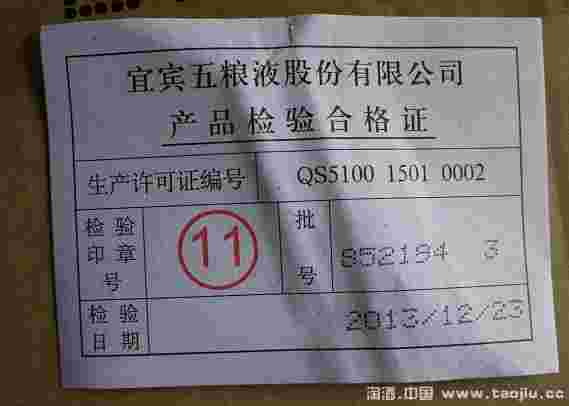 宜宾五粮液股份有限公司
产品检验合格证
生产许可证编号 QS5100 1501 0002
检验印章号 11 批号 852194 3
检验日期 2013/12/23
淘酒.中国 www.taojiu.cc